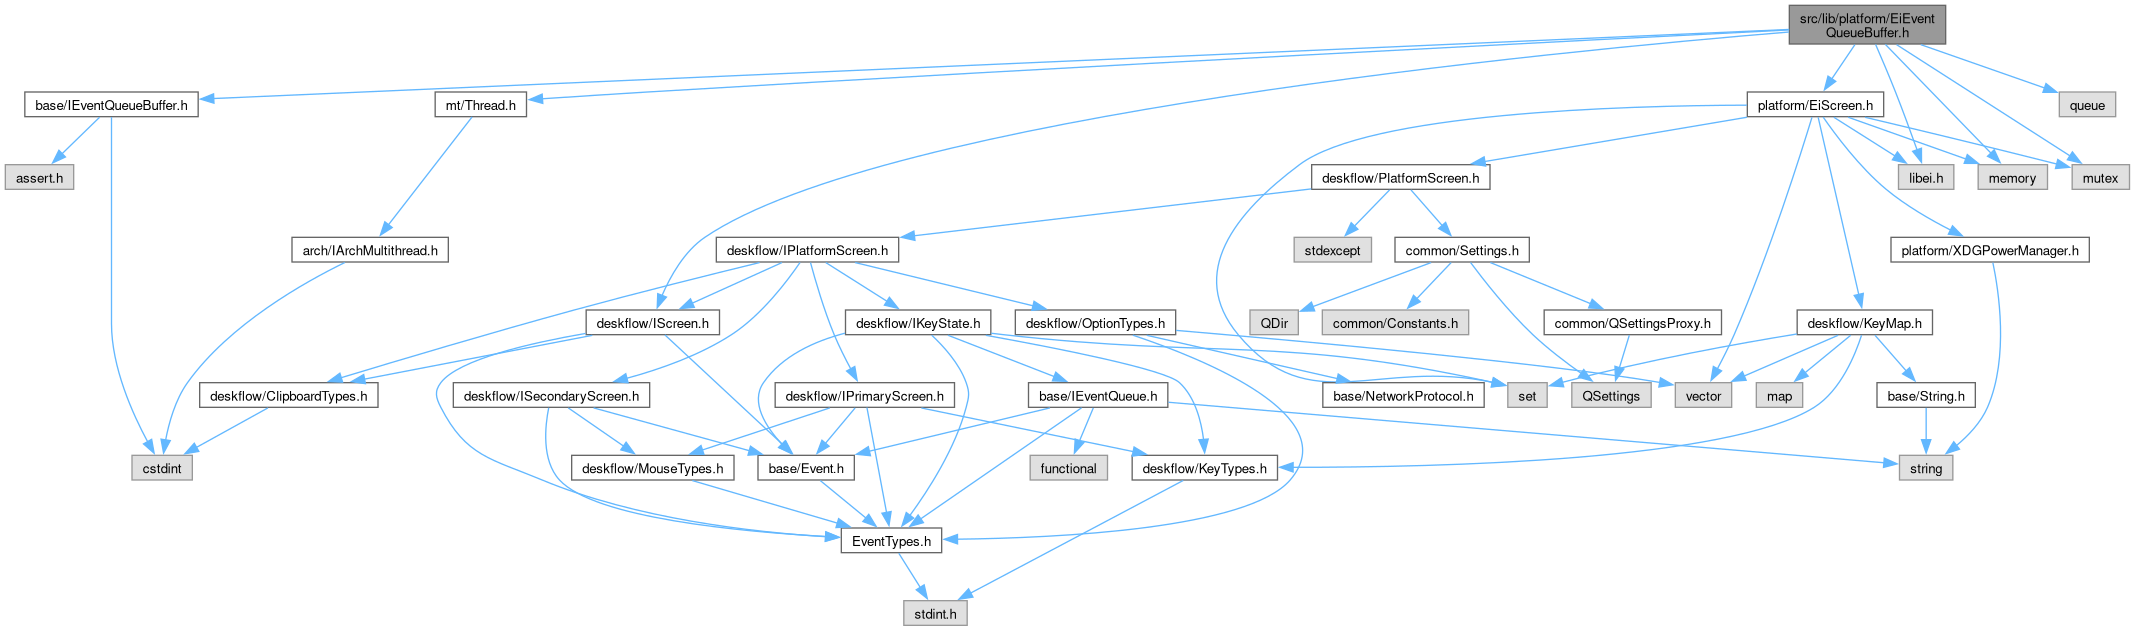 src/lib/platform/EiEvent
QueueBuffer.h
base/IEventQueueBuffer.h
mt/Thread.h
platform/EiScreen.h
queue
assert.h
deskflow/PlatformScreen.h
libei.h
memory
mutex
arch/IArchMultithread.h
deskflow/IPlatformScreen.h
stdexcept
common/Settings.h
platform/XDGPowerManager.h
deskflow/IScreen.h
deskflow/IKeyState.h
deskflow/OptionTypes.h
QDir
common/Constants.h
common/QSettingsProxy.h
deskflow/KeyMap.h
deskflow/ClipboardTypes.h
deskflow/ISecondaryScreen.h
deskflow/IPrimaryScreen.h
base/IEventQueue.h
base/NetworkProtocol.h
set
QSettings
vector
map
base/String.h
cstdint
deskflow/MouseTypes.h
base/Event.h
functional
deskflow/KeyTypes.h
string
EventTypes.h
stdint.h